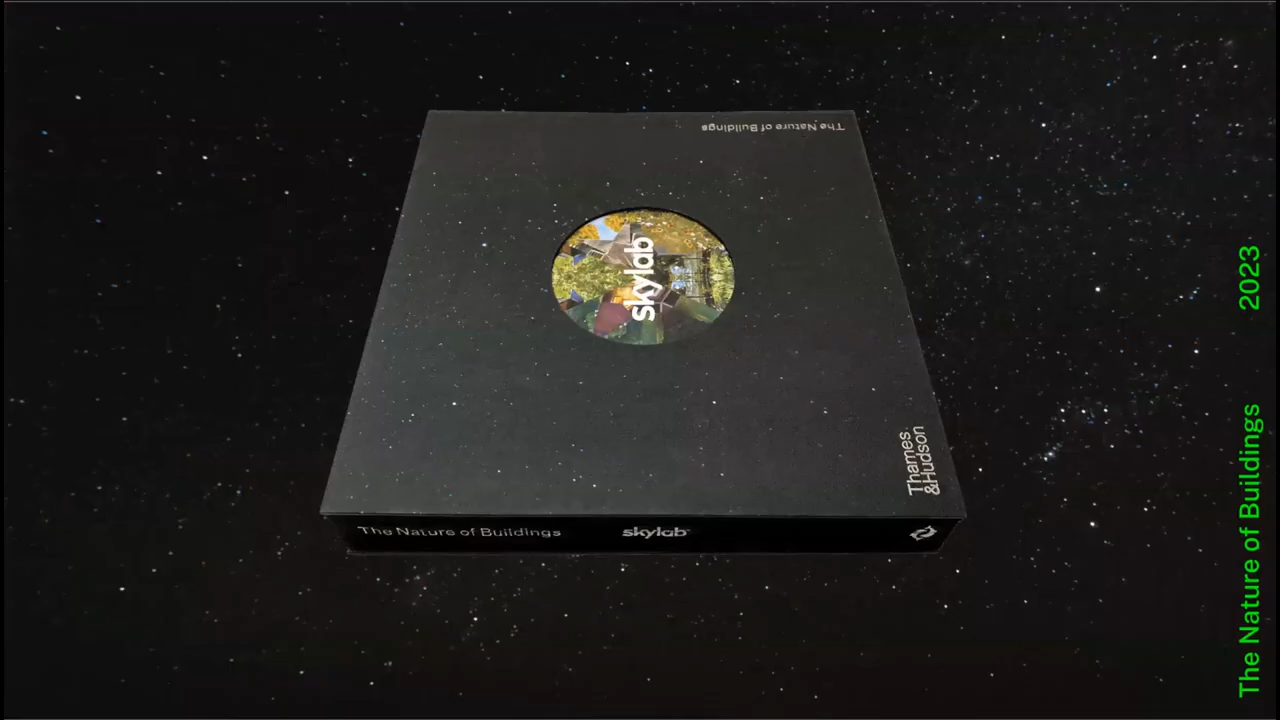 The Nature of Buildings
skylab
Thames
&Hudson
The Nature of Buildings
skylab
The Nature of Buildings
2023